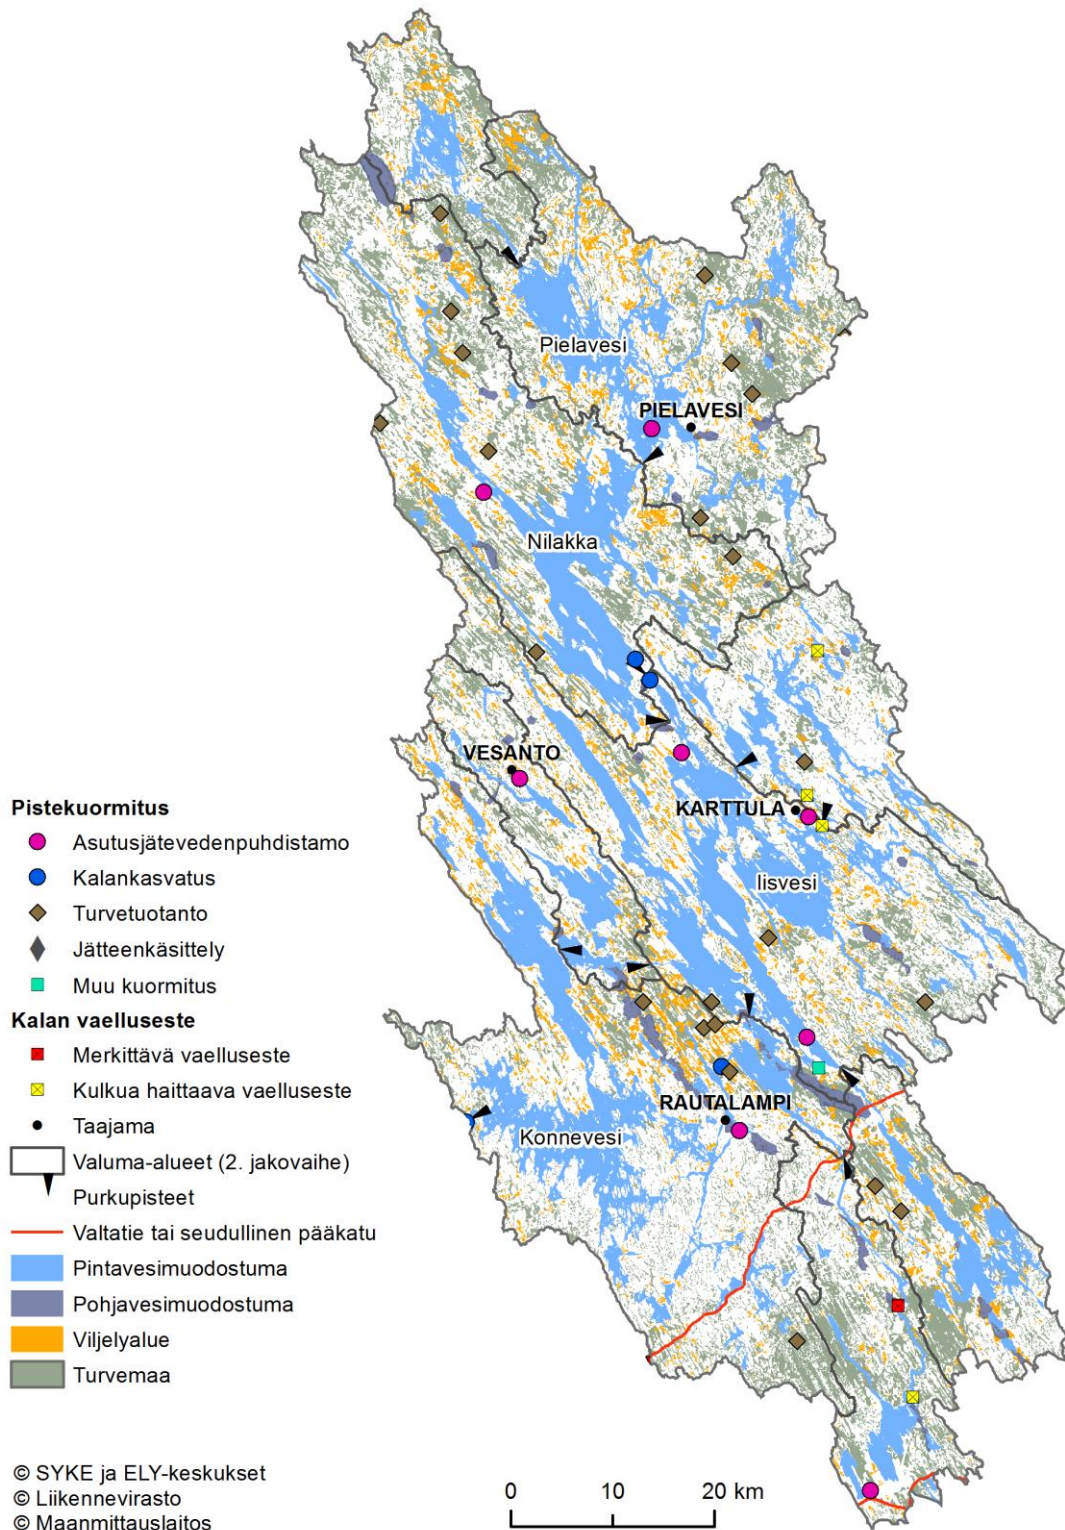 Pielavesi
PIELAVESI
Nilakka
VESANTO
KARTTULA
Iisvesi
RAUTALAMPI
Konnevesi
Pistekuormitus
Asutusjätevedenpuhdistamo
Kalankasvatus
Turvetuotanto
Jätteenkäsittely
Muu kuormitus
Kalan vaelluseste
Merkittävä vaelluseste
Kulkua haittaava vaelluseste
Taajama
Valuma-alueet (2. jakovaihe)
Purkupisteet
Valtatie tai seudullinen pääkatu
Pintavesimuodostuma
Pohjavesimuodostuma
Viljelyalue
Turvemaa
© SYKE ja ELY-keskukset
© Liikennevirasto
© Maanmittauslaitos
0 10 20 km